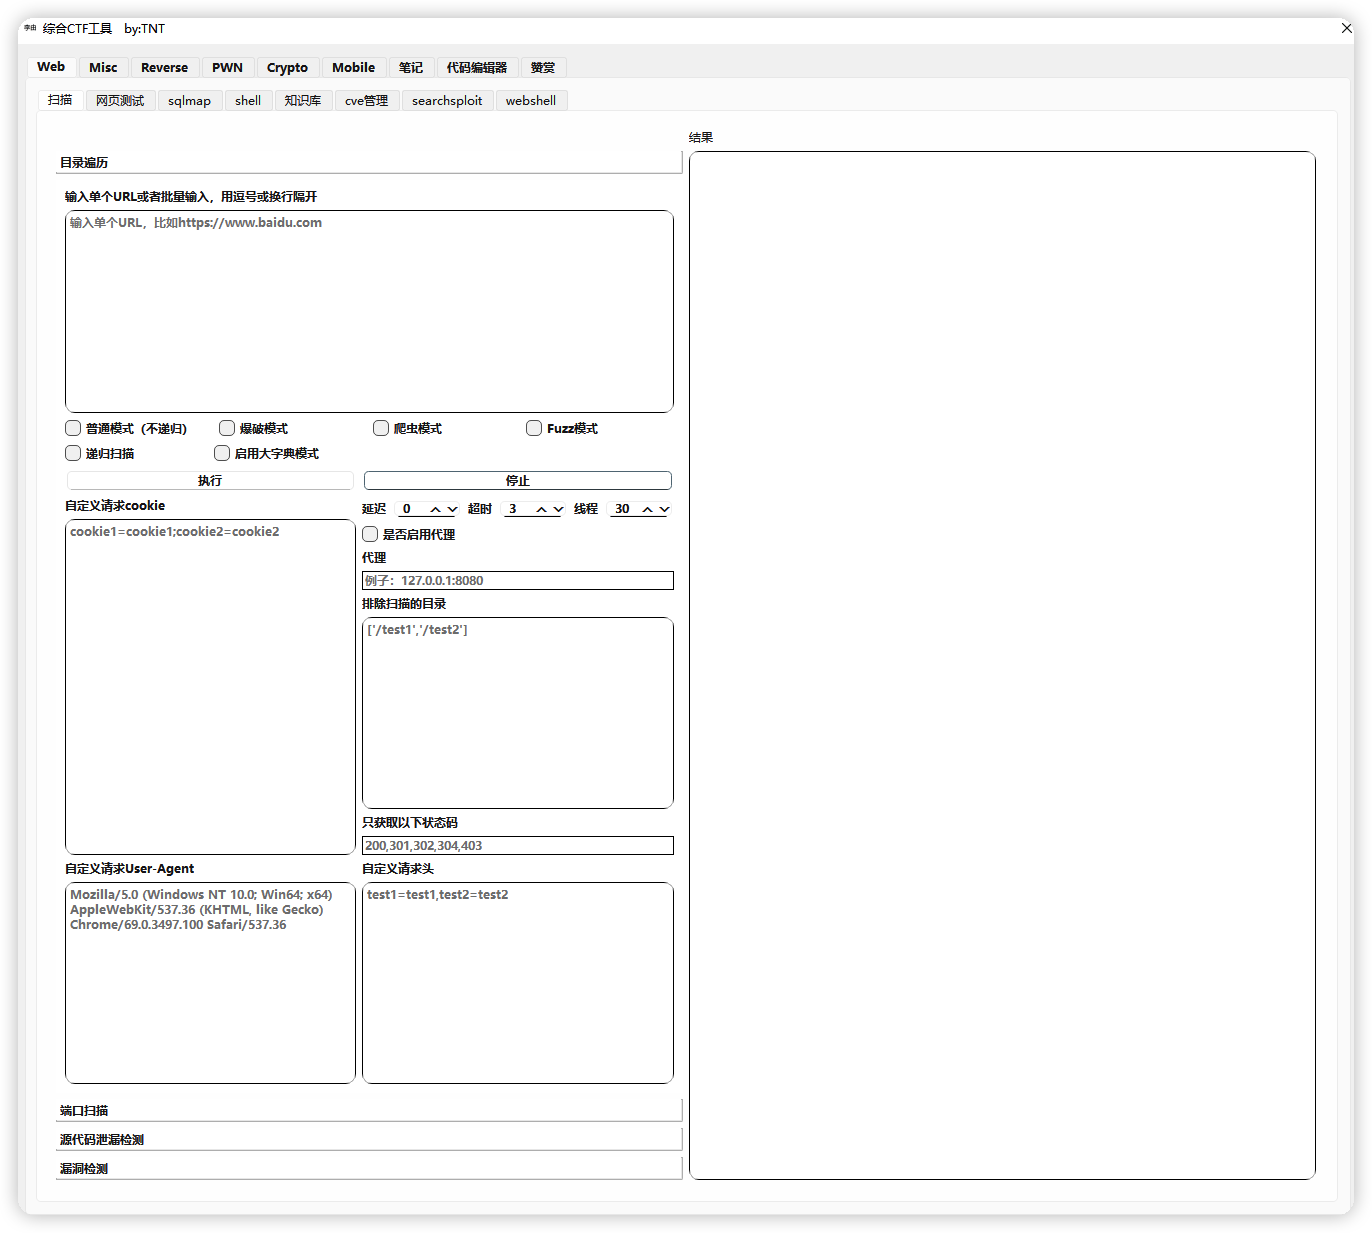 李由 综合CTF工具 by:TNT
Web Misc Reverse PWN Crypto Mobile 笔记 代码编辑器 赞赏
扫描 网页测试 sqlmap shell 知识库 cve管理 searchsploit webshell
结果
目录遍历
输入单个URL或者批量输入，用逗号或换行隔开
输入单个URL，比如https://www.baidu.com
普通模式（不递归） 爆破模式 爬虫模式 Fuzz模式
递归扫描 启用大字典模式
执行 停止
自定义请求cookie
cookie1=cookie1;cookie2=cookie2
延迟 0 超时 3 线程 30
是否启用代理
代理
例子：127.0.0.1:8080
排除扫描的目录
['/test1','/test2']
只获取以下状态码
200,301,302,304,403
自定义请求User-Agent
Mozilla/5.0 (Windows NT 10.0; Win64; x64)
AppleWebKit/537.36 (KHTML, like Gecko)
Chrome/69.0.3497.100 Safari/537.36
自定义请求头
test1=test1,test2=test2
端口扫描
源代码泄漏检测
漏洞检测